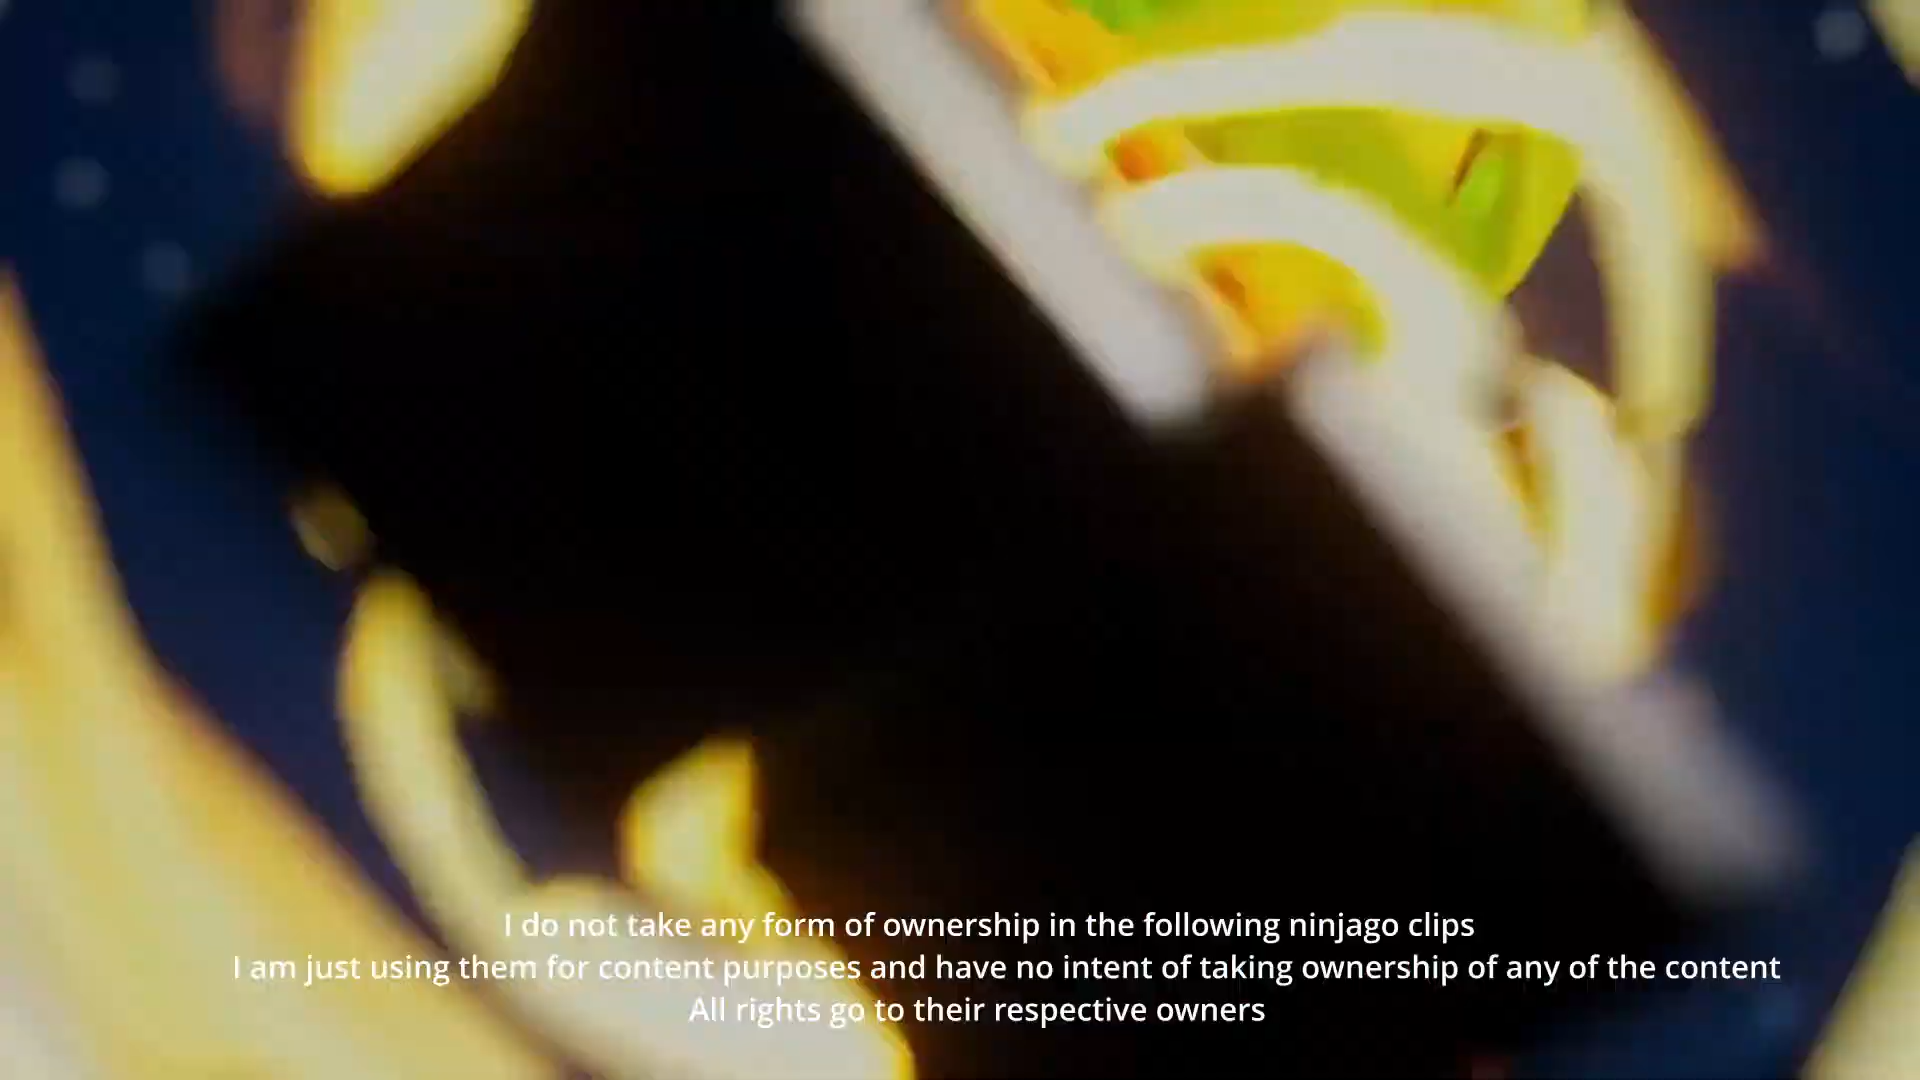 I do not take any form of ownership in the following ninjago clips
I am just using them for content purposes and have no intent of taking ownership of any of the content
All rights go to their respective owners